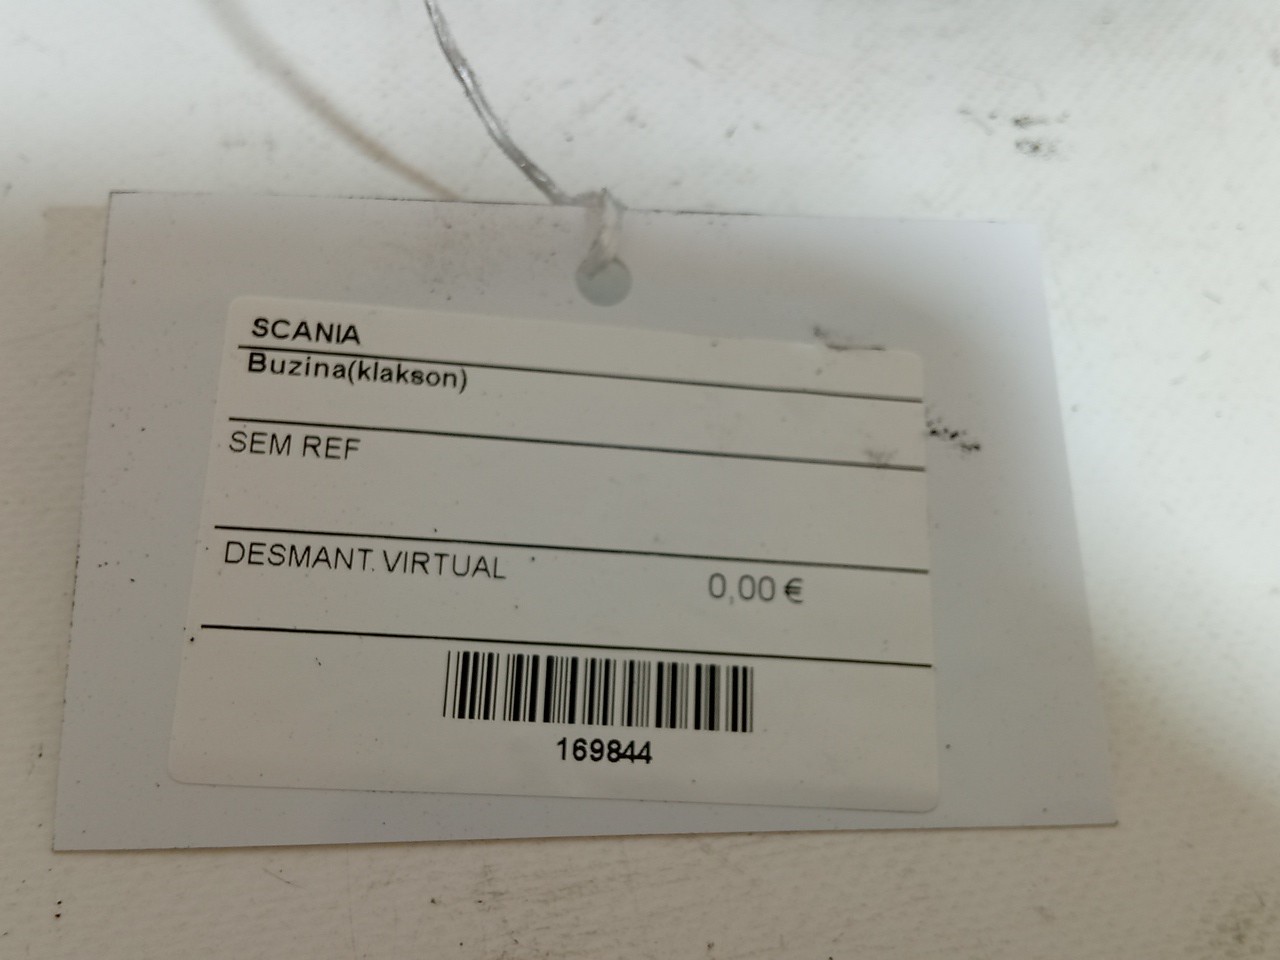 SCANIA
Buzina(klakson)
SEM REF
DESMANT. VIRTUAL 0,00 €
169844